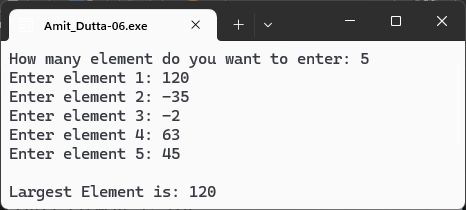 Amit_Dutta-06.exe
How many element do you want to enter: 5
Enter element 1: 120
Enter element 2: -35
Enter element 3: -2
Enter element 4: 63
Enter element 5: 45
Largest Element is: 120